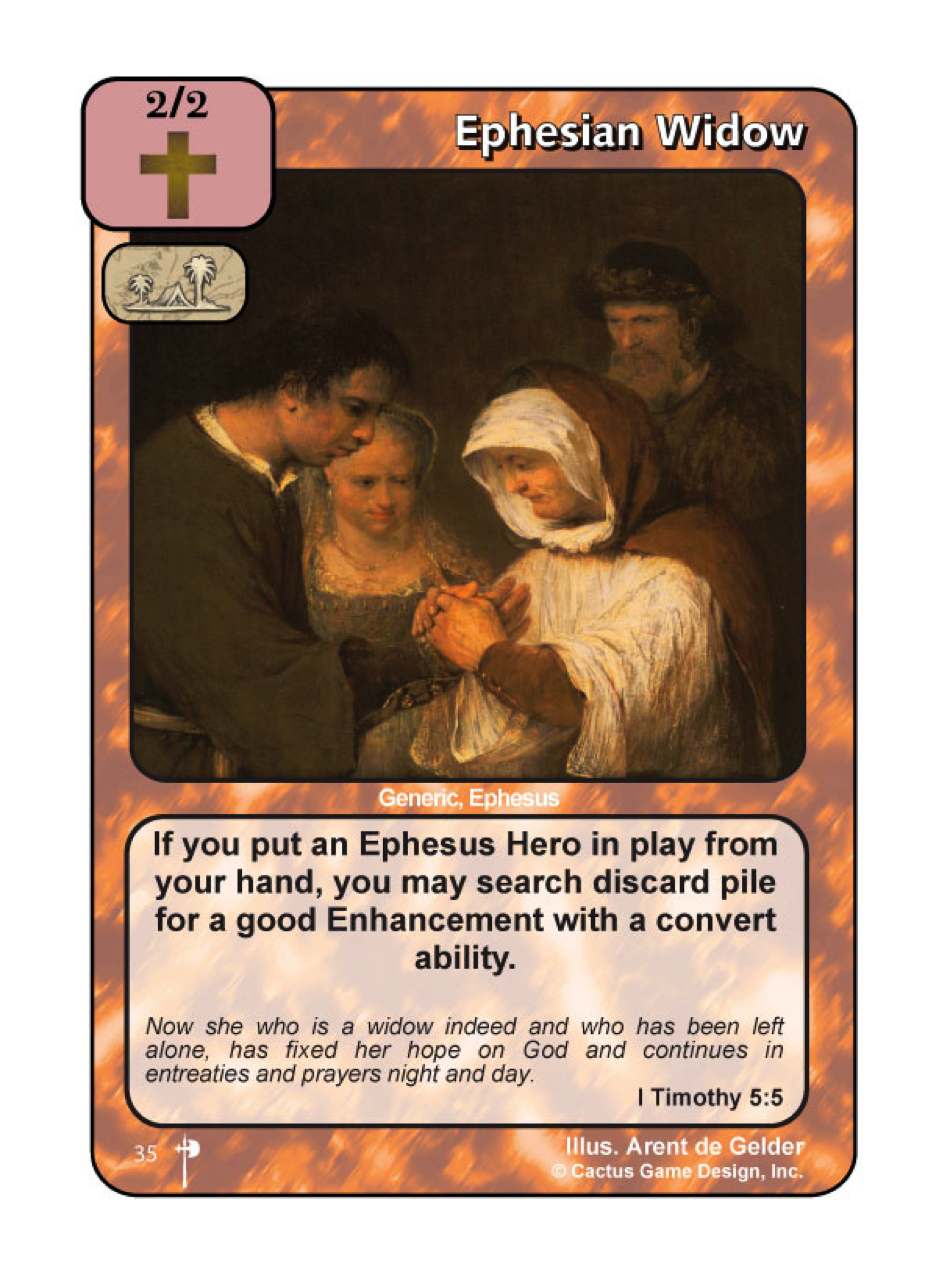 2/2
Ephesian Widow
Generic, Ephesus
If you put an Ephesus Hero in play from
your hand, you may search discard pile
for a good Enhancement with a convert
ability.
Now she who is a widow indeed and who has been left
alone, has fixed her hope on God and continues in
entreaties and prayers night and day.
I Timothy 5:5
35
Illus. Arent de Gelder
© Cactus Game Design, Inc.